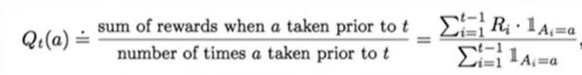 Qₜ(a) ≐ sum of rewards when a taken prior to t / number of times a taken prior to t = ∑ᵢ₌₁ᵗ⁻¹ Rᵢ · 𝟙_{Aᵢ=a} / ∑ᵢ₌₁ᵗ⁻¹ 𝟙_{Aᵢ=a},